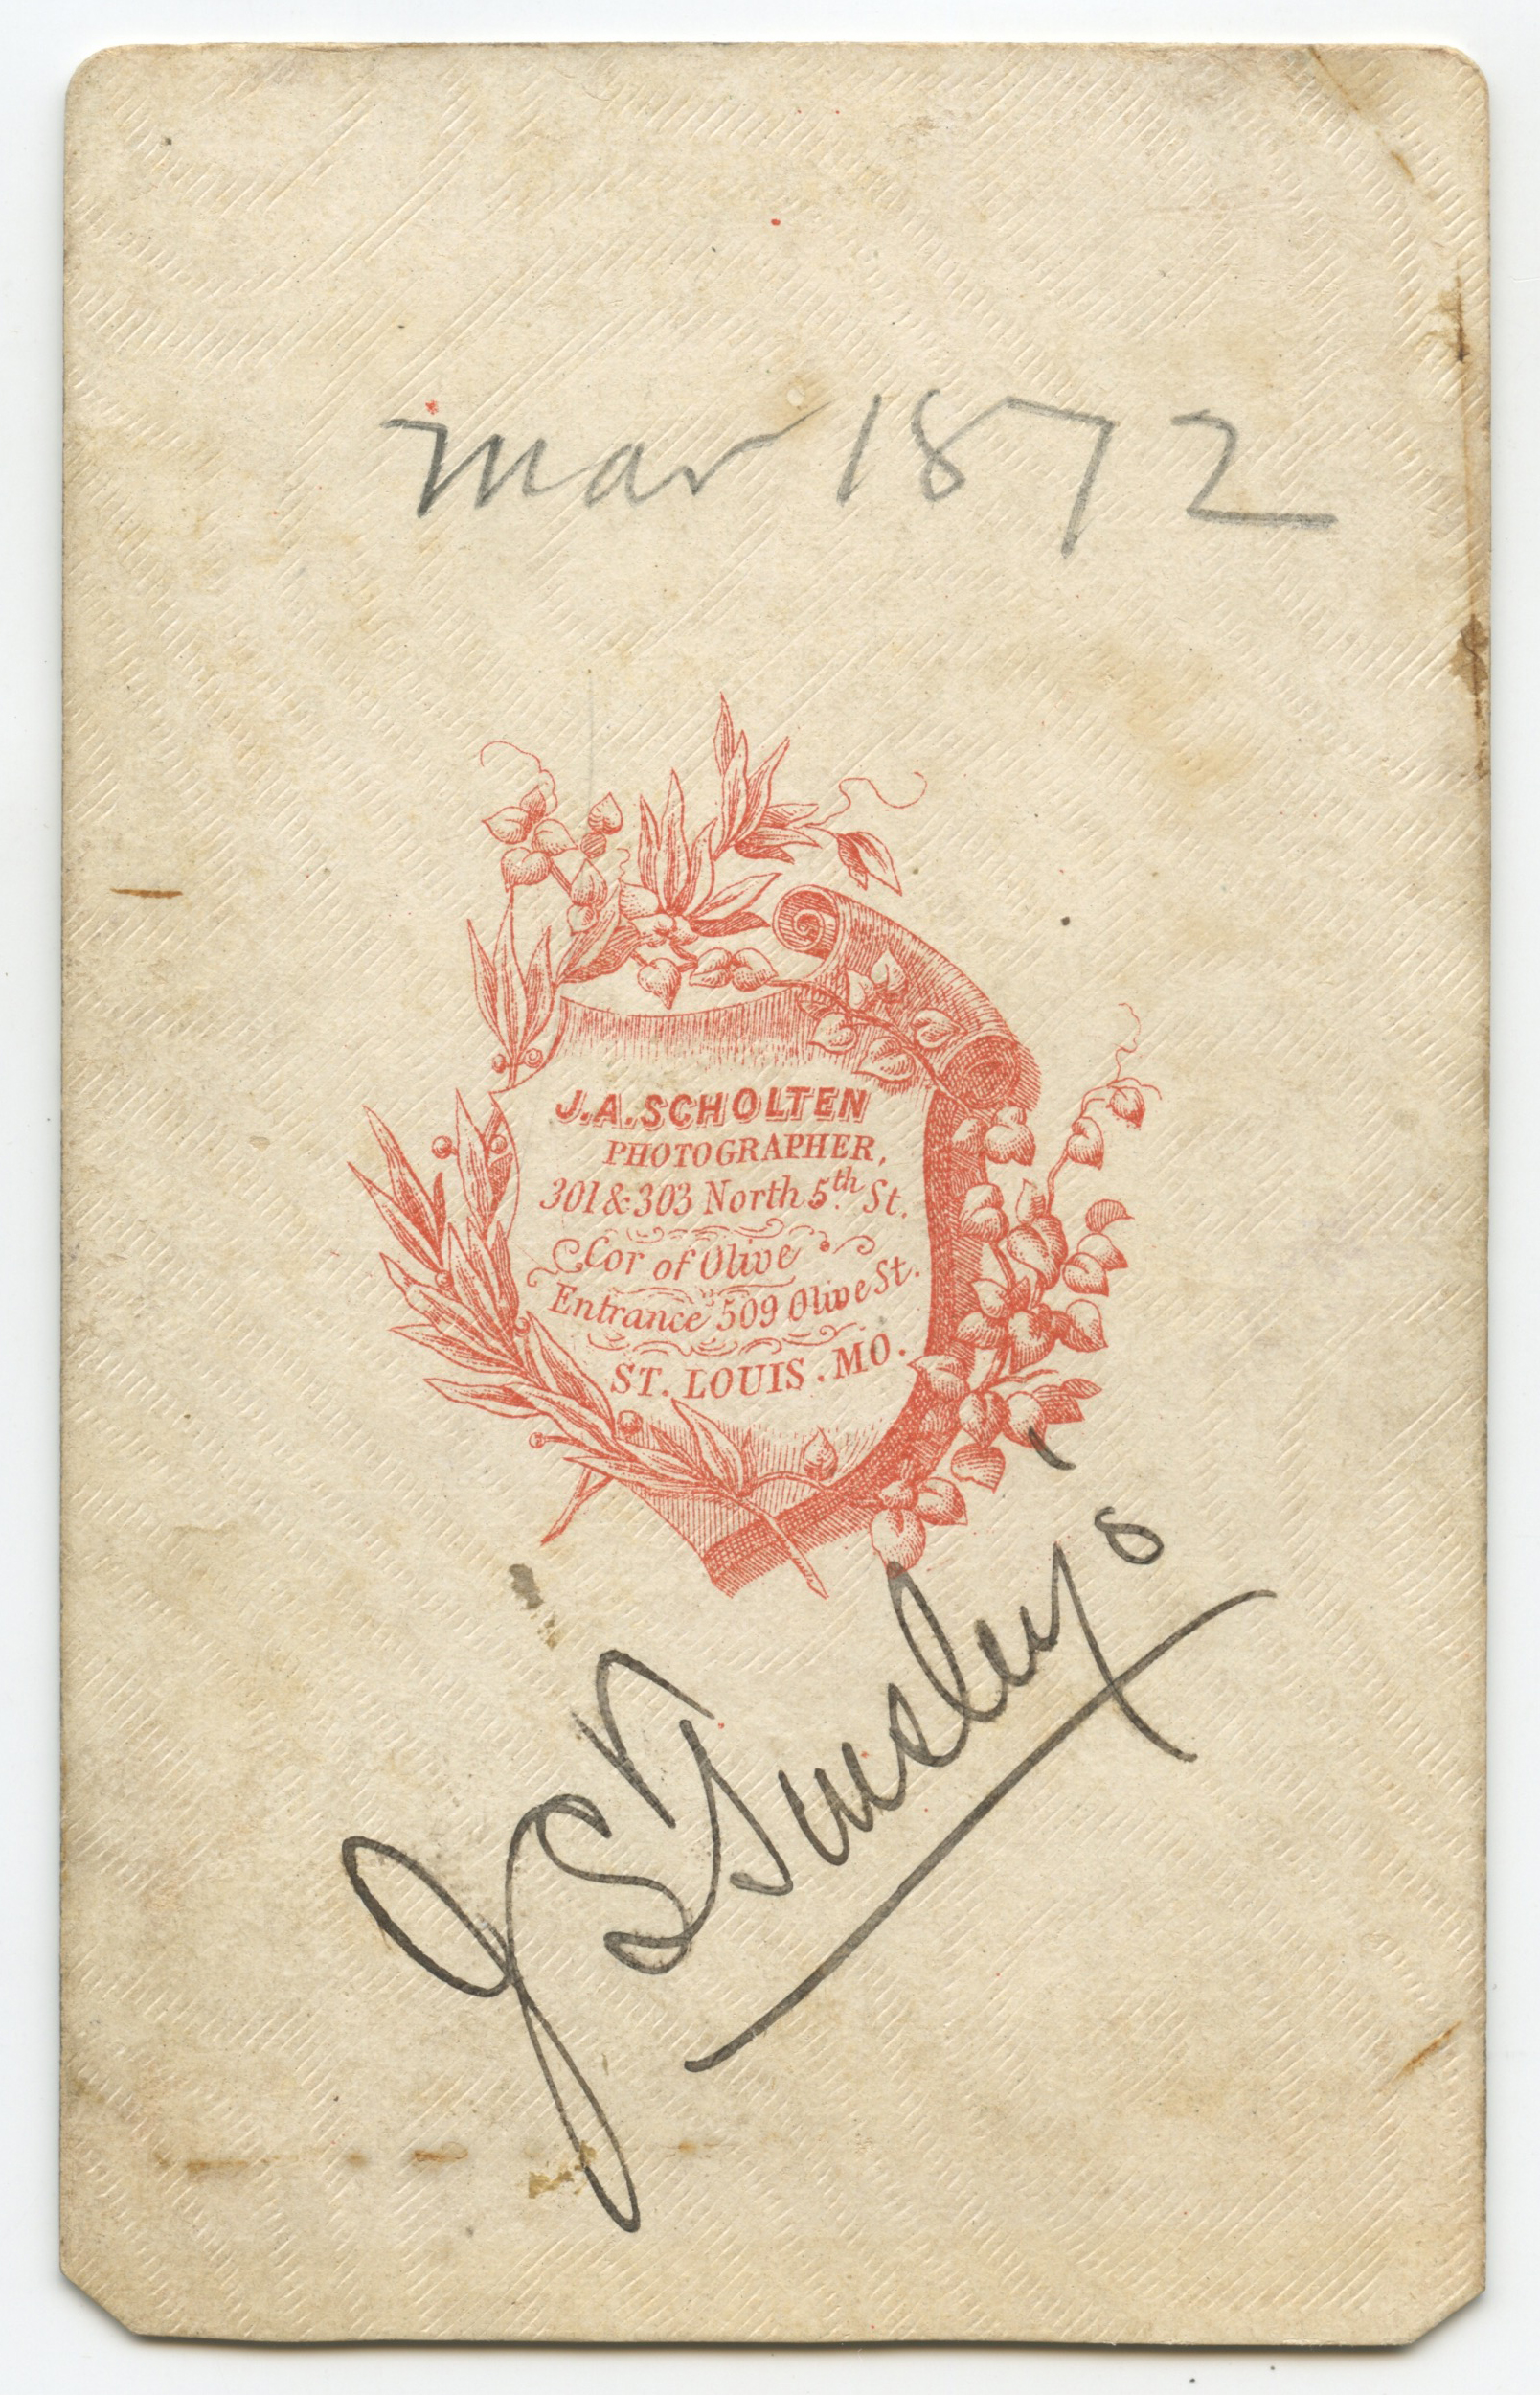 Mar 1872
J.A. SCHOLTEN
PHOTOGRAPHER,
301 & 303 North 5th St.
Cor of Olive
Entrance 509 Olive St.
ST. LOUIS. MO.
J S